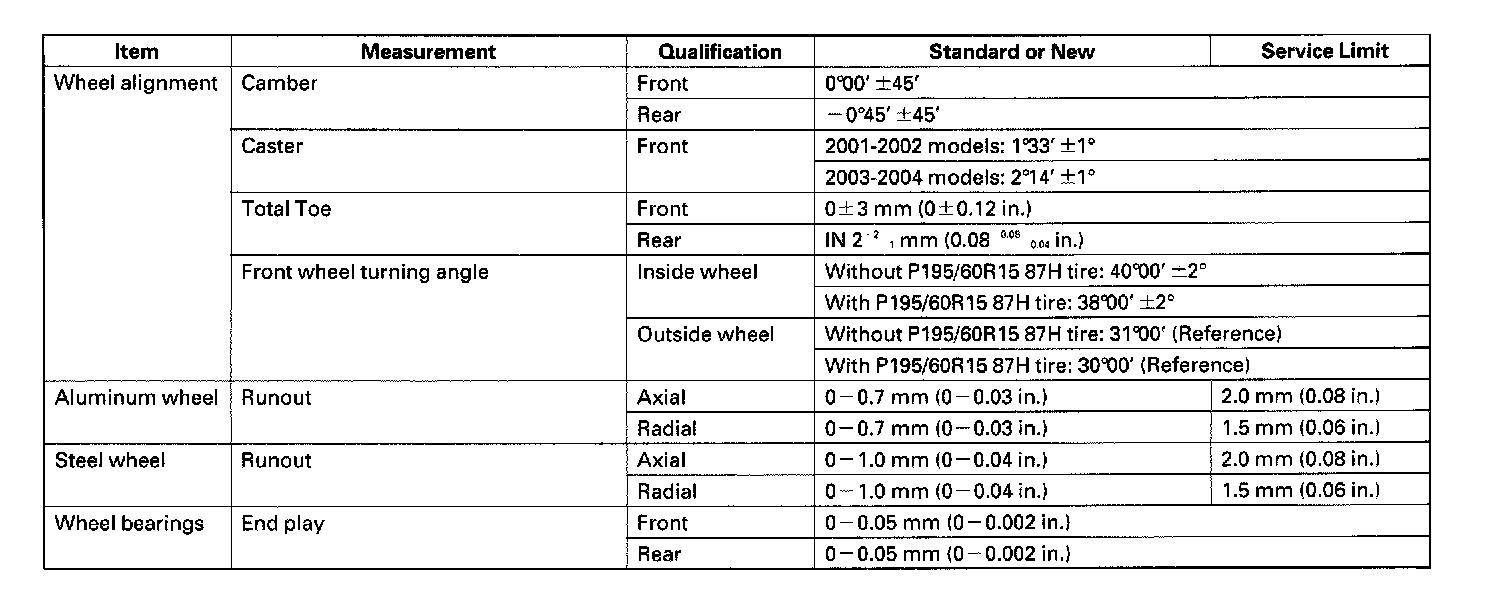 Item Measurement Qualification Standard or New Service Limit
Wheel alignment Camber Front 0°00′ ±45′
Rear −0°45′ ±45′
Caster Front 2001-2002 models: 1°33′ ±1°
2003-2004 models: 2°14′ ±1°
Total Toe Front 0±3 mm (0±0.12 in.)
Rear IN 2 -2 1 mm (0.08 0.08 0.04 in.)
Front wheel turning angle Inside wheel Without P195/60R15 87H tire: 40°00′ ±2°
With P195/60R15 87H tire: 38°00′ ±2°
Outside wheel Without P195/60R15 87H tire: 31°00′ (Reference)
With P195/60R15 87H tire: 30°00′ (Reference)
Aluminum wheel Runout Axial 0−0.7 mm (0−0.03 in.) 2.0 mm (0.08 in.)
Radial 0−0.7 mm (0−0.03 in.) 1.5 mm (0.06 in.)
Steel wheel Runout Axial 0−1.0 mm (0−0.04 in.) 2.0 mm (0.08 in.)
Radial 0−1.0 mm (0−0.04 in.) 1.5 mm (0.06 in.)
Wheel bearings End play Front 0−0.05 mm (0−0.002 in.)
Rear 0−0.05 mm (0−0.002 in.)